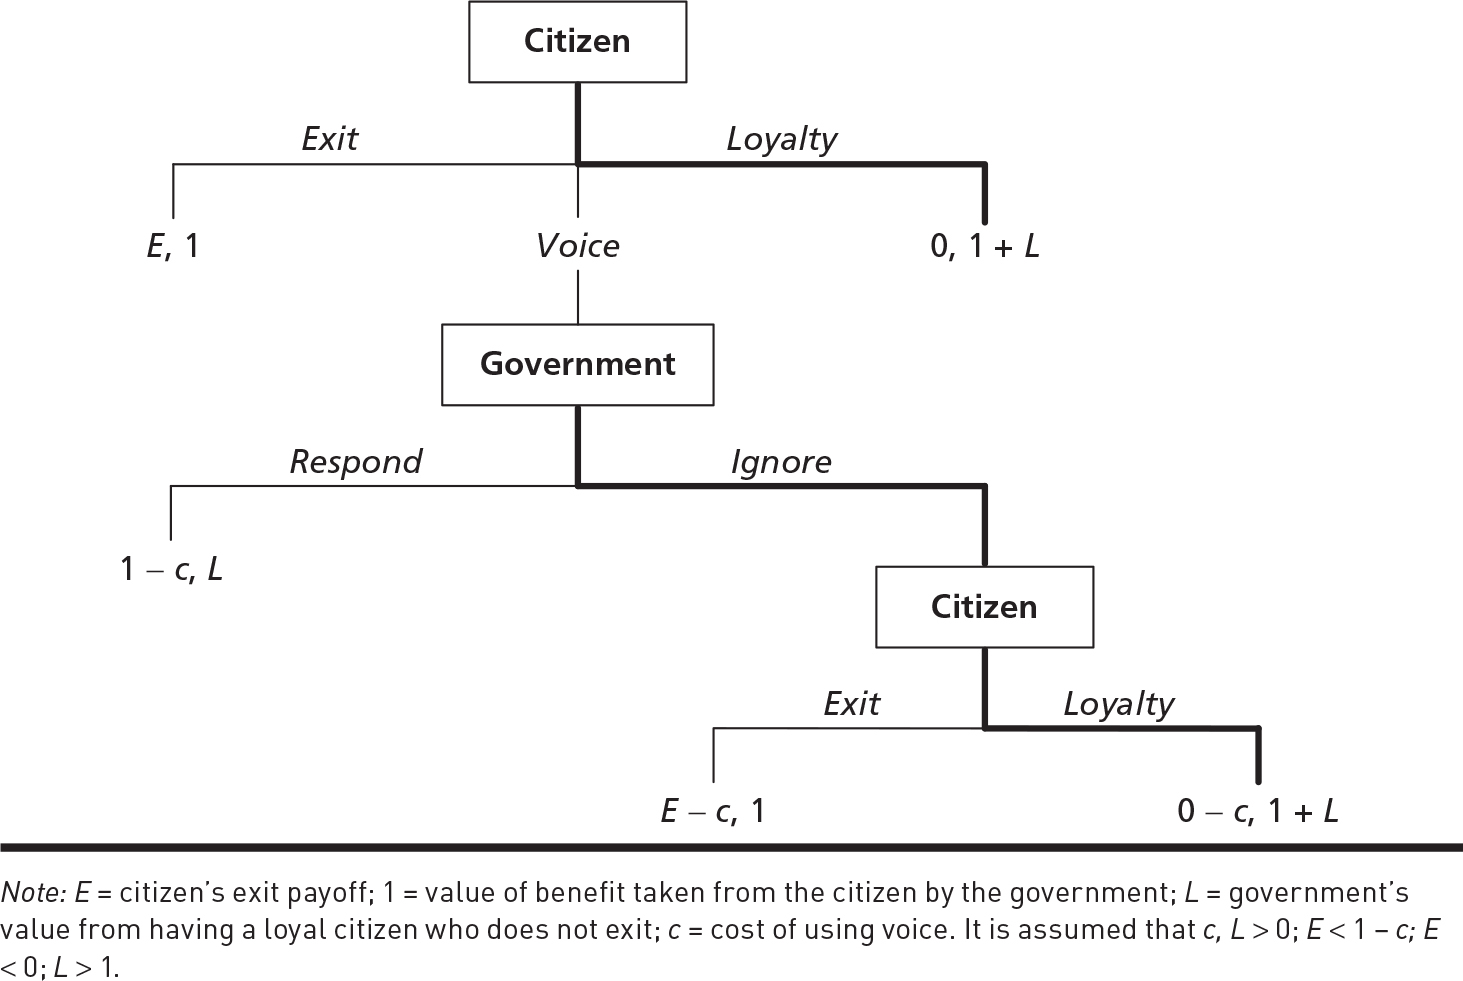 Citizen
Exit
Loyalty
E, 1
Voice
0, 1 + L
Government
Respond
Ignore
1 – c, L
Citizen
Exit
Loyalty
E – c, 1
0 – c, 1 + L
Note: E = citizen’s exit payoff; 1 = value of benefit taken from the citizen by the government; L = government’s
value from having a loyal citizen who does not exit; c = cost of using voice. It is assumed that c, L > 0; E < 1 – c; E
< 0; L > 1.